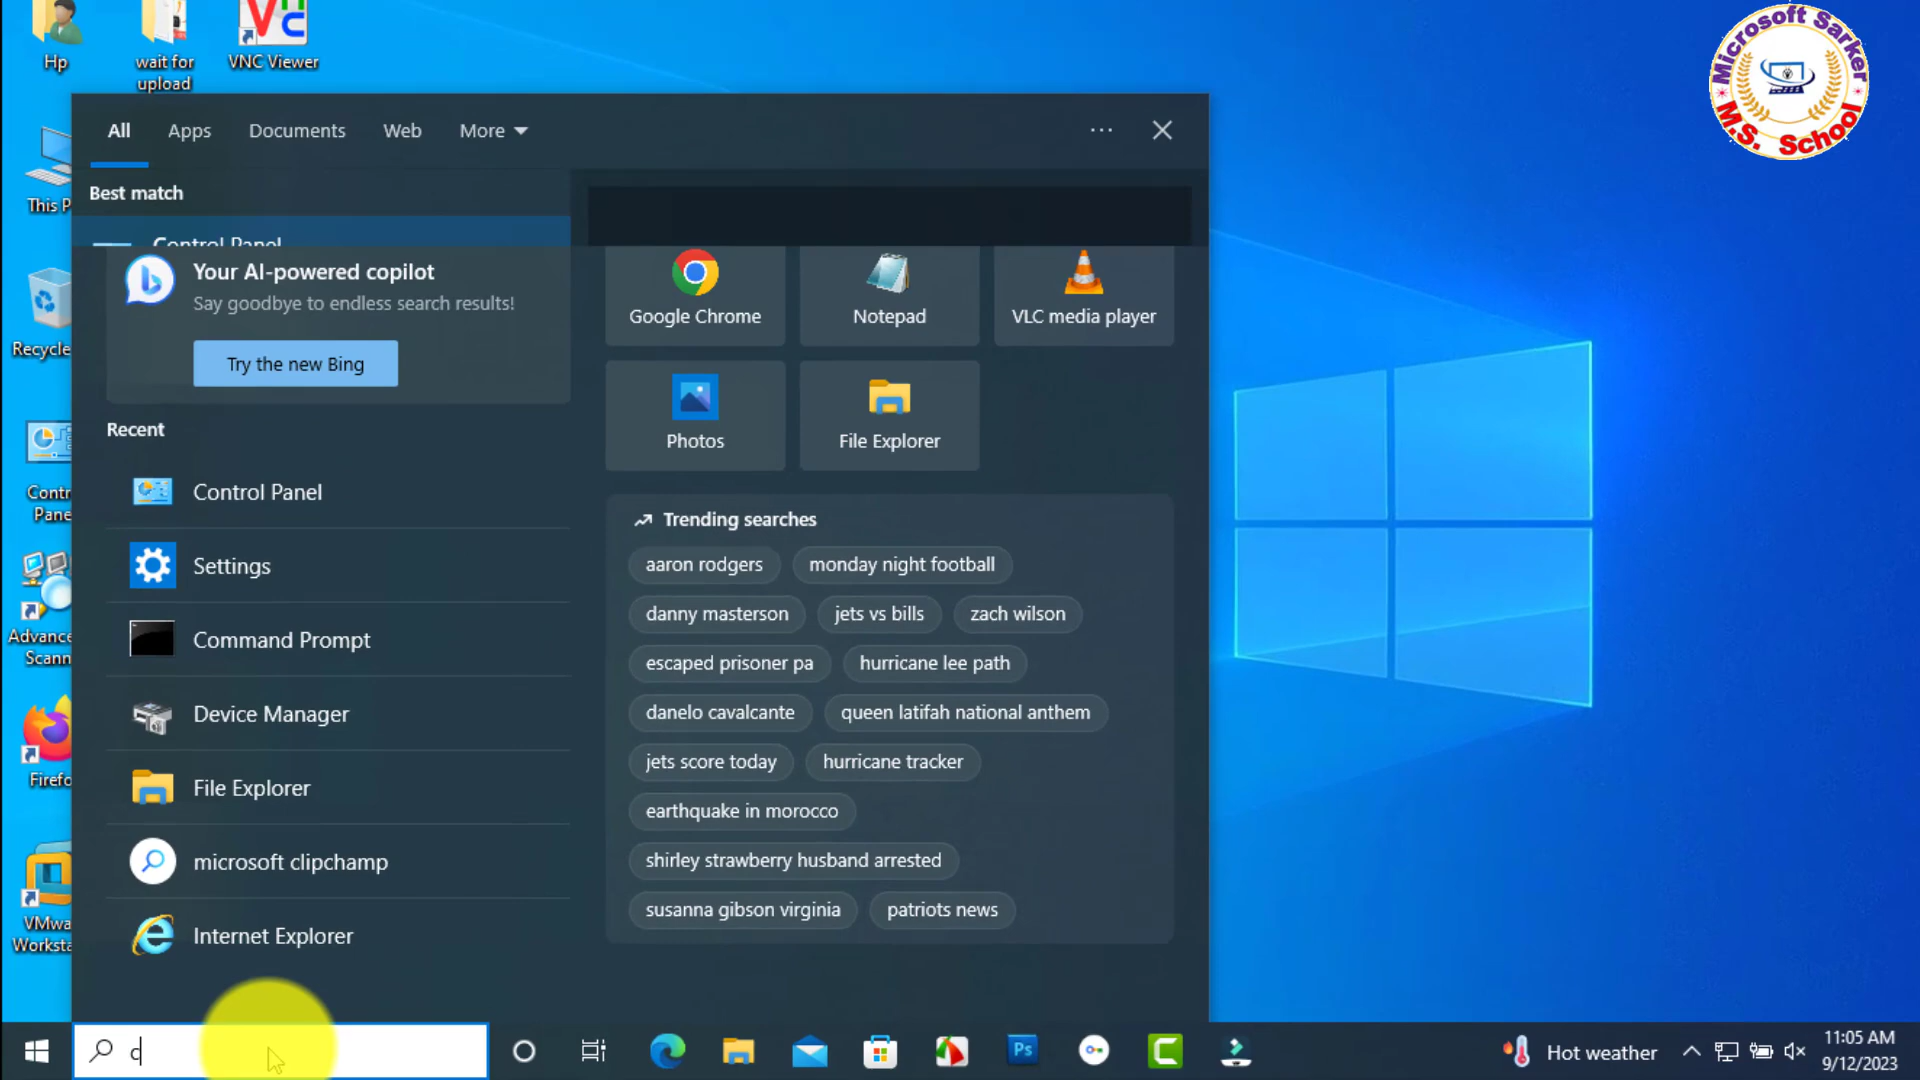 Hp
wait for
upload
VNC Viewer
Microsoft Sarker
M.S. School
All
Apps
Documents
Web
More
Best match
Control Panel
Your AI-powered copilot
Say goodbye to endless search results!
Try the new Bing
Google Chrome
Notepad
VLC media player
Photos
File Explorer
This P
Recycle
Contr
Pane
Advance
Scann
Firefo
VMwa
Worksta
Recent
Control Panel
Settings
Command Prompt
Device Manager
File Explorer
microsoft clipchamp
Internet Explorer
Trending searches
aaron rodgers
monday night football
danny masterson
jets vs bills
zach wilson
escaped prisoner pa
hurricane lee path
danelo cavalcante
queen latifah national anthem
jets score today
hurricane tracker
earthquake in morocco
shirley strawberry husband arrested
susanna gibson virginia
patriots news
c
Ps
Hot weather
11:05 AM
9/12/2023